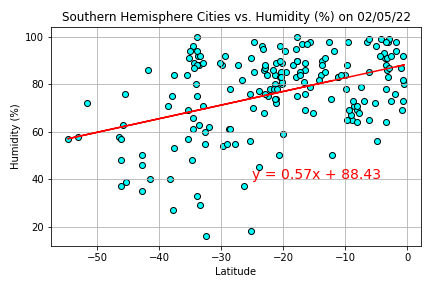 Southern Hemisphere Cities vs. Humidity (%) on 02/05/22
100
80
60
40
20
Humidity (%)
y = 0.57x + 88.43
−50
−40
−30
−20
−10
0
Latitude